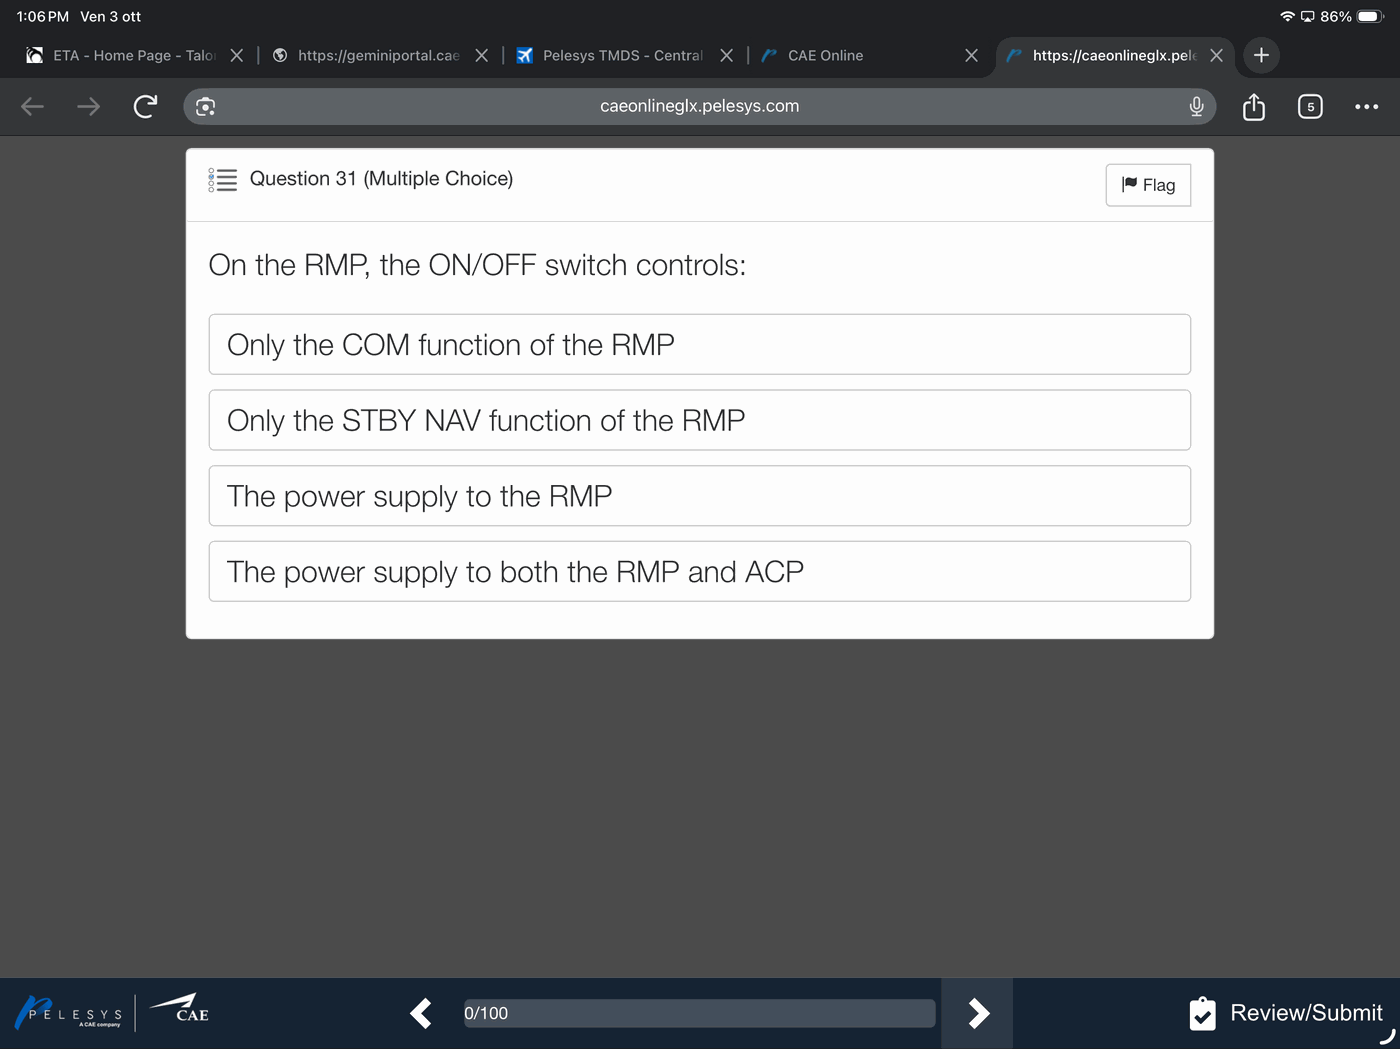 1:06 PM Ven 3 ott
86%
ETA - Home Page - Talo
https://geminiportal.cae
Pelesys TMDS - Central
CAE Online
https://caeonlineglx.pele
caeonlineglx.pelesys.com
5
Question 31 (Multiple Choice)
Flag
On the RMP, the ON/OFF switch controls:
Only the COM function of the RMP
Only the STBY NAV function of the RMP
The power supply to the RMP
The power supply to both the RMP and ACP
PELESYS
A CAE company
CAE
0/100
Review/Submit